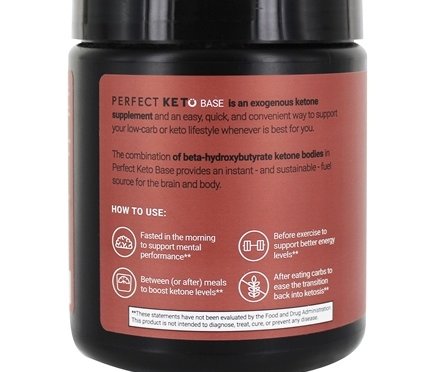 PERFECT KETO BASE is an exogenous ketone
supplement and an easy, quick, and convenient way to support
your low-carb or keto lifestyle whenever is best for you.
The combination of beta-hydroxybutyrate ketone bodies in
Perfect Keto Base provides an instant - and sustainable - fuel
source for the brain and body.
HOW TO USE:
Fasted in the morning
to support mental
performance**
Before exercise to
support better energy
levels**
Between (or after) meals
to boost ketone levels**
After eating carbs to
ease the transition
back into ketosis**
**These statements have not been evaluated by the Food and Drug Administration.
This product is not intended to diagnose, treat, cure, or prevent any disease.